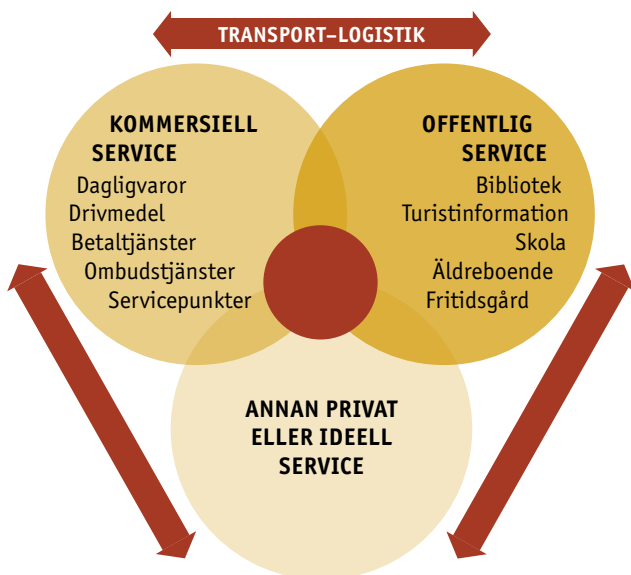 TRANSPORT–LOGISTIK
KOMMERSIELL
SERVICE
Dagligvaror
Drivmedel
Betaltjänster
Ombudstjänster
Servicepunkter
OFFENTLIG
SERVICE
Bibliotek
Turistinformation
Skola
Äldreboende
Fritidsgård
ANNAN PRIVAT
ELLER IDEELL
SERVICE